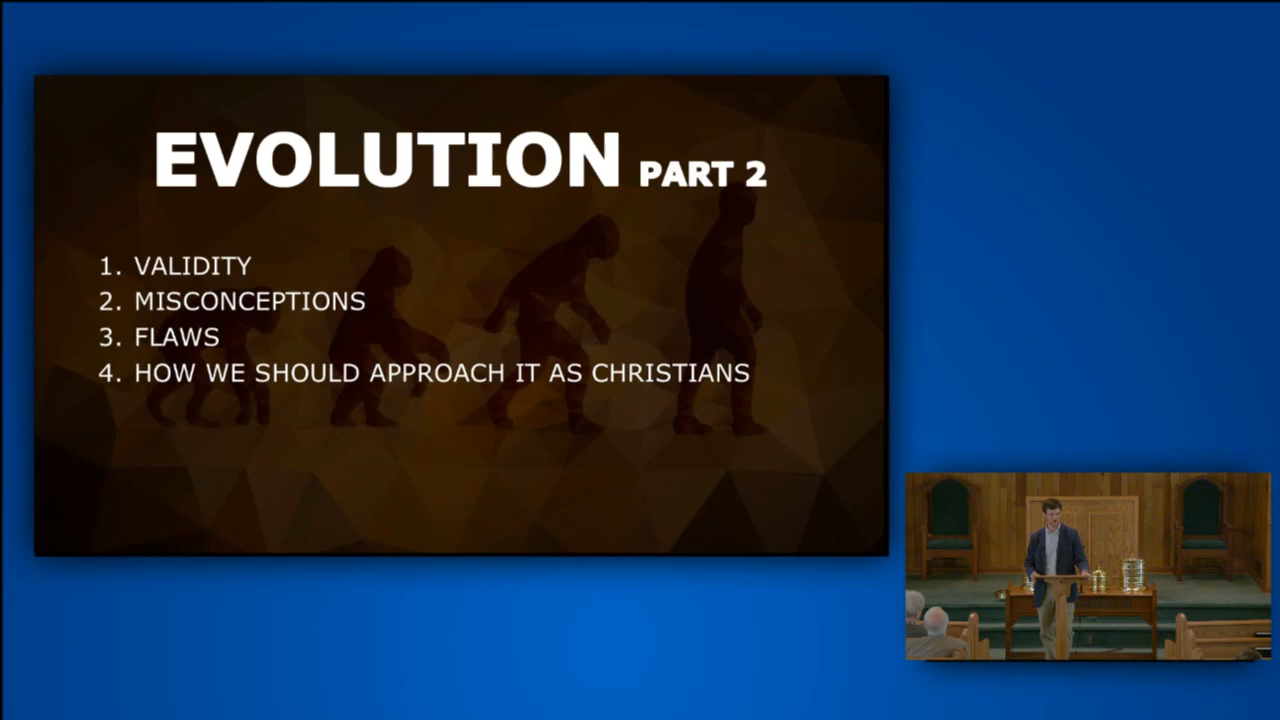 EVOLUTION PART 2
1. VALIDITY
2. MISCONCEPTIONS
3. FLAWS
4. HOW WE SHOULD APPROACH IT AS CHRISTIANS